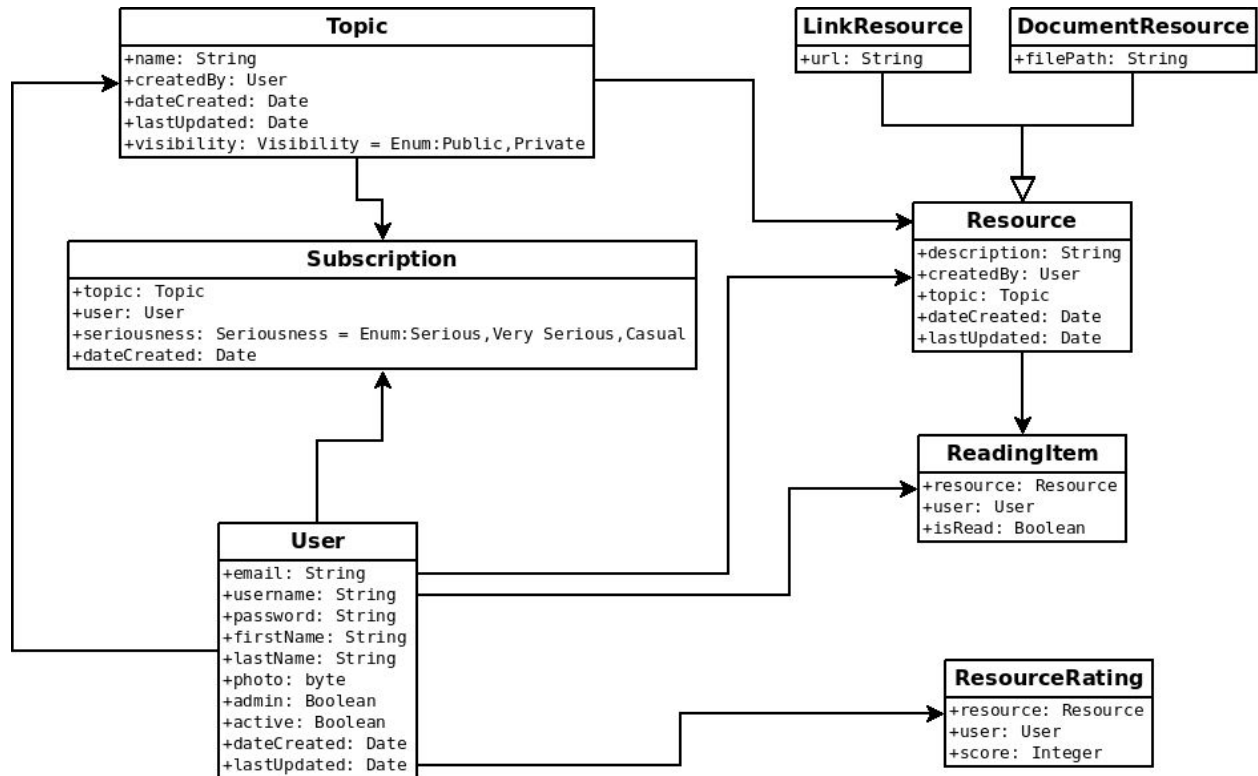 Topic
+name: String
+createdBy: User
+dateCreated: Date
+lastUpdated: Date
+visibility: Visibility = Enum:Public,Private
LinkResource
+url: String
DocumentResource
+filePath: String
Subscription
+topic: Topic
+user: User
+seriousness: Seriousness = Enum:Serious,Very Serious,Casual
+dateCreated: Date
Resource
+description: String
+createdBy: User
+topic: Topic
+dateCreated: Date
+lastUpdated: Date
ReadingItem
+resource: Resource
+user: User
+isRead: Boolean
User
+email: String
+username: String
+password: String
+firstName: String
+lastName: String
+photo: byte
+admin: Boolean
+active: Boolean
+dateCreated: Date
+lastUpdated: Date
ResourceRating
+resource: Resource
+user: User
+score: Integer